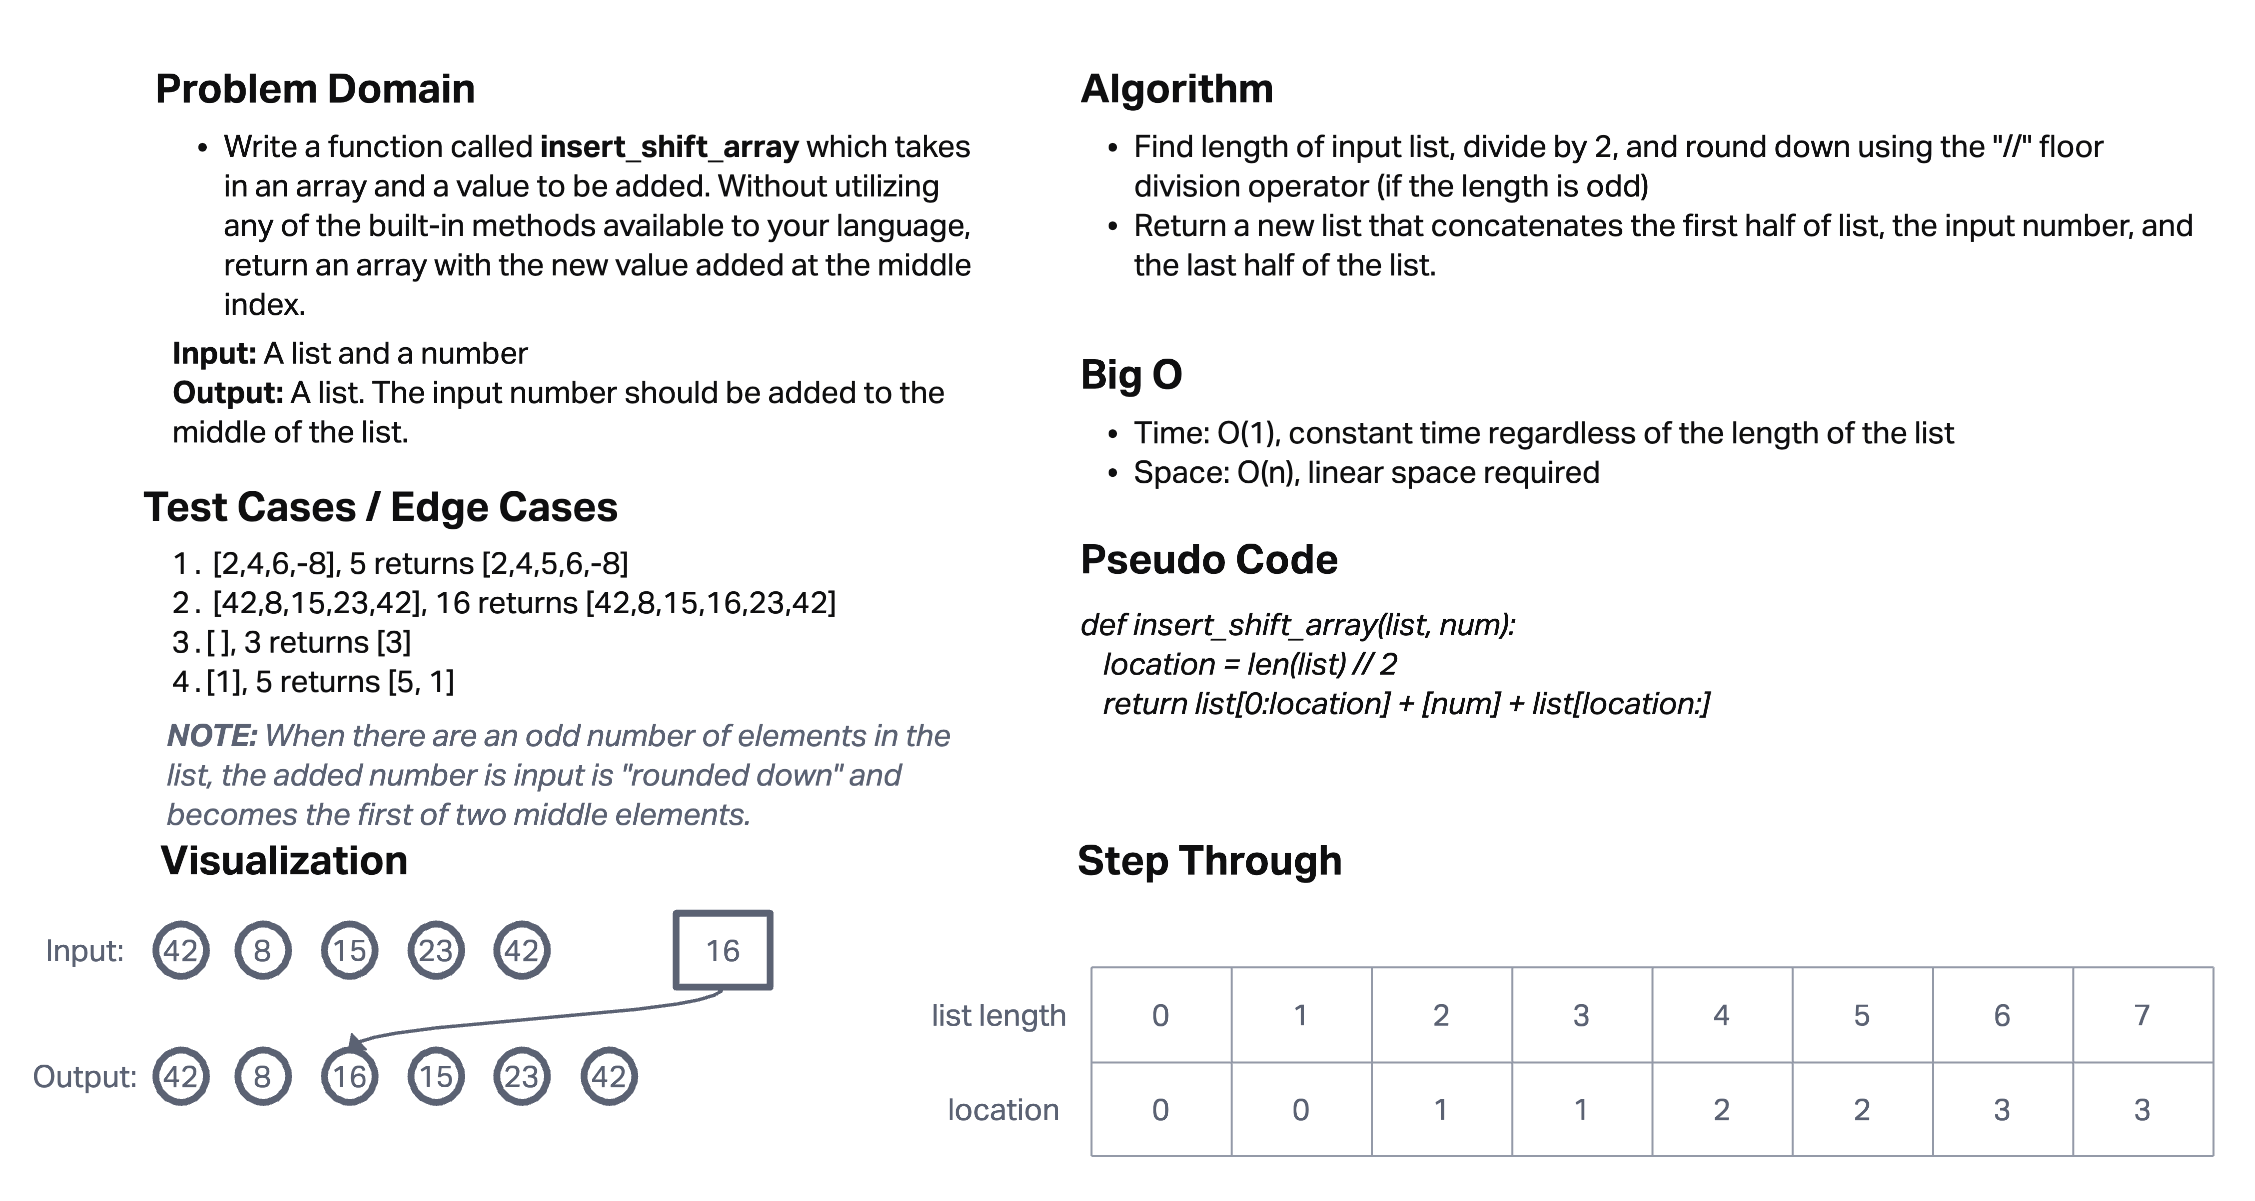 Problem Domain
• Write a function called insert_shift_array which takes
in an array and a value to be added. Without utilizing
any of the built-in methods available to your language,
return an array with the new value added at the middle
index.
Input: A list and a number
Output: A list. The input number should be added to the
middle of the list.
Test Cases / Edge Cases
1. [2,4,6,-8], 5 returns [2,4,5,6,-8]
2. [42,8,15,23,42], 16 returns [42,8,15,16,23,42]
3. [ ], 3 returns [3]
4. [1], 5 returns [5, 1]
NOTE: When there are an odd number of elements in the
list, the added number is input is "rounded down" and
becomes the first of two middle elements.
Visualization
Input: 42 8 15 23 42 16
Output: 42 8 16 15 23 42
Algorithm
• Find length of input list, divide by 2, and round down using the "//" floor
division operator (if the length is odd)
• Return a new list that concatenates the first half of list, the input number, and
the last half of the list.
Big O
• Time: O(1), constant time regardless of the length of the list
• Space: O(n), linear space required
Pseudo Code
def insert_shift_array(list, num):
location = len(list) // 2
return list[0:location] + [num] + list[location:]
Step Through
list length 0 1 2 3 4 5 6 7
location 0 0 1 1 2 2 3 3